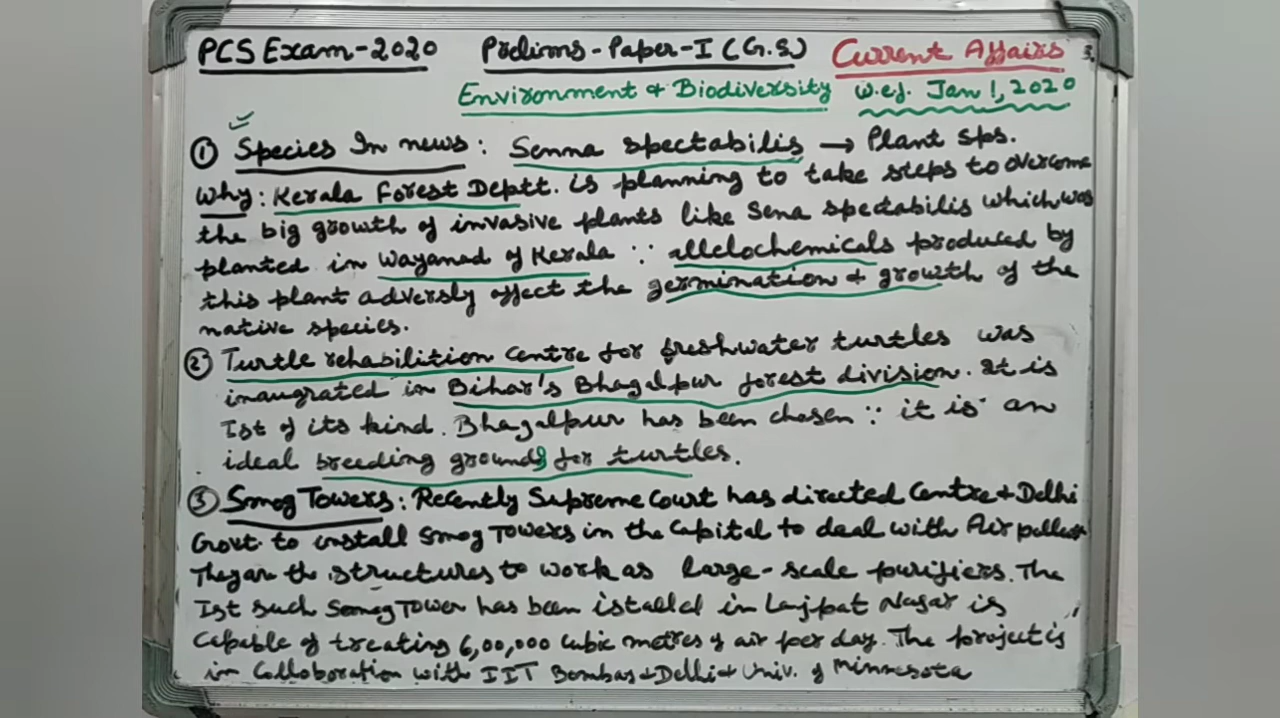 PCS Exam-2020 Prelims-Paper-I (G.S) Current Affairs 3.
Environment & Biodiversity w.e.f. Jan 1, 2020
① Species In news: Senna spectabilis → Plant Sps.
Why: Kerala Forest Deptt. is planning to take steps to overcome
the big growth of invasive plants like Sena spectabilis which was
planted in Wayanad of Kerala ∵ allelochemicals produced by
this plant adversly affect the germination & growth of the
native species.
② Turtle rehabilition Centre for freshwater turtles was
inaugrated in Bihar's Bhagalpur forest division. It is
Ist of its kind. Bhagalpur has been chosen ∵ it is an
ideal breeding grounds for turtles.
③ Smog Towers: Recently Supreme Court has directed Centre & Delhi
Govt. to install Smog Towers in the Capital to deal with Air
They are the structures to work as large-scale purifiers. The
Ist such Smog Tower has been istalled in Lajpat Nagar is
Capable of treating 6,00,000 cubic metres of air per day. The project is
in Colloboration with IIT Bombay & Delhi & Univ. of Minnesota